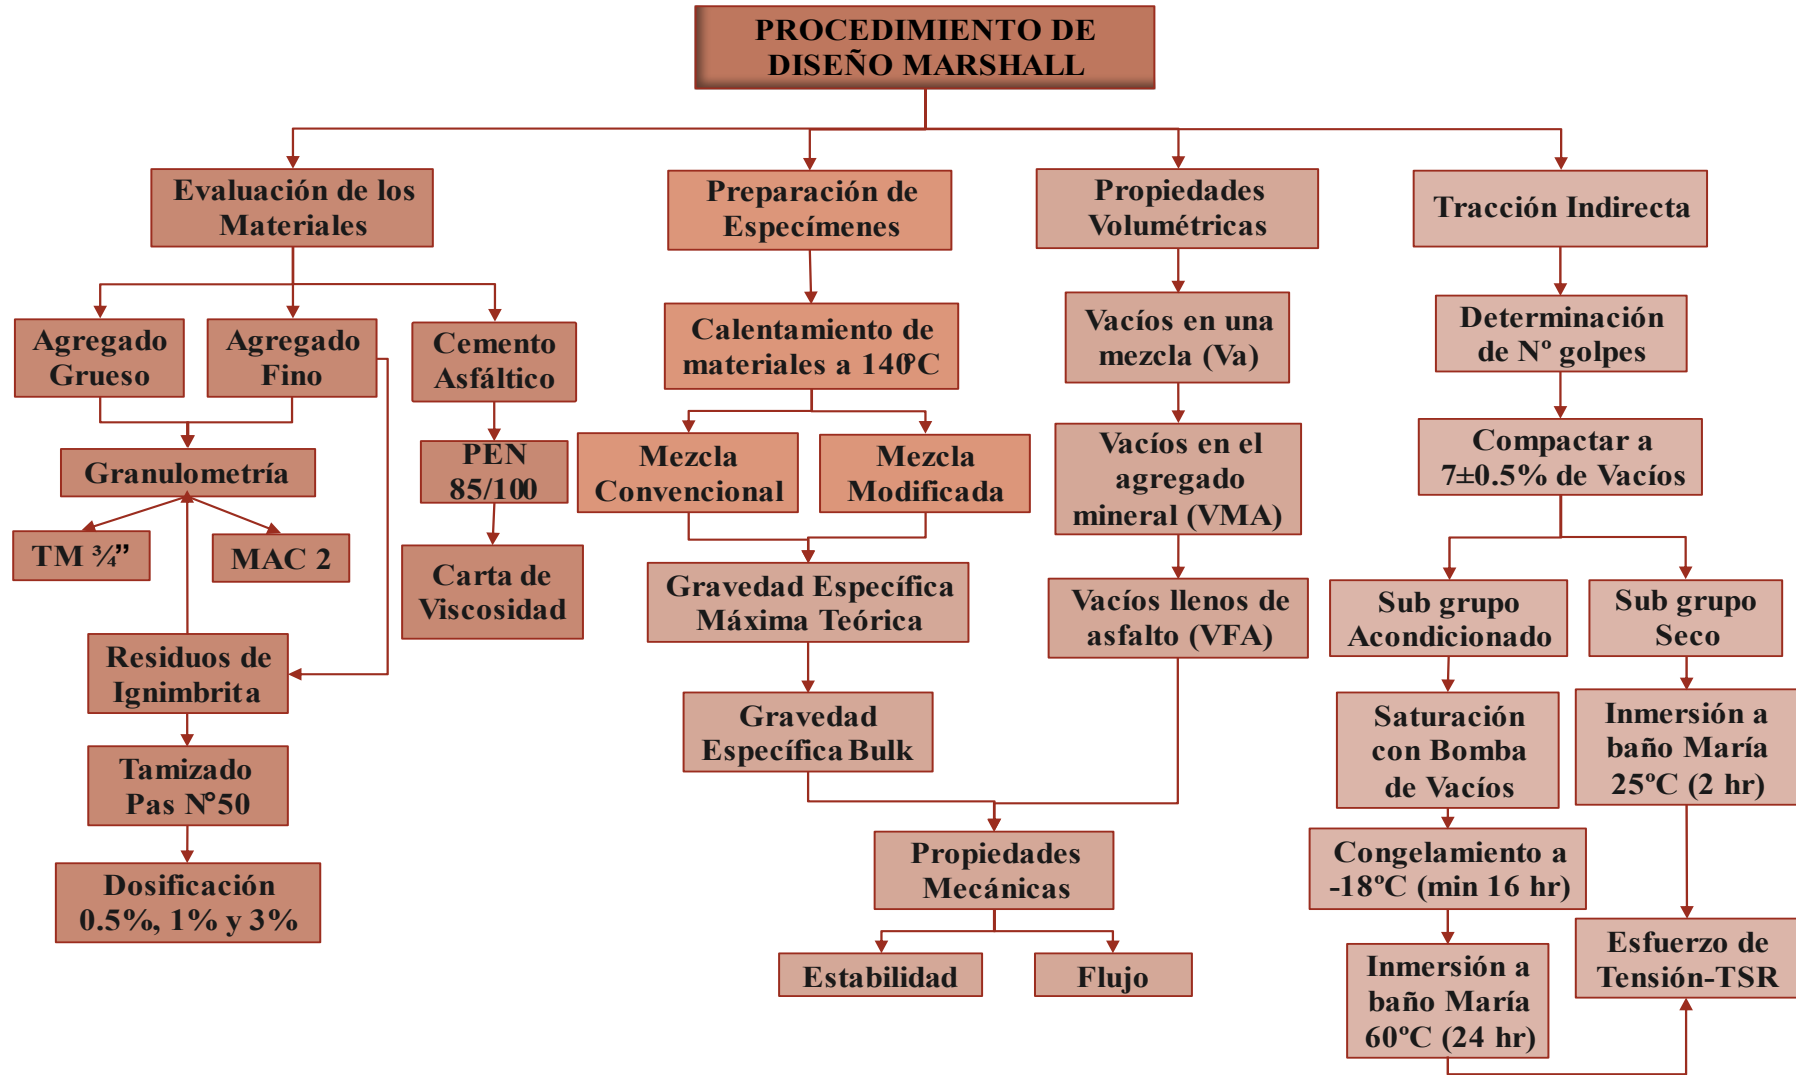 PROCEDIMIENTO DE
DISEÑO MARSHALL
Evaluación de los
Materiales
Agregado
Grueso
Agregado
Fino
Cemento
Asfáltico
Granulometría
PEN
85/100
TM ¾”
MAC 2
Carta de
Viscosidad
Residuos de
Ignimbrita
Tamizado
Pas N°50
Dosificación
0.5%, 1% y 3%
Preparación de
Especímenes
Calentamiento de
materiales a 140ºC
Mezcla
Convencional
Mezcla
Modificada
Gravedad Específica
Máxima Teórica
Gravedad
Específica Bulk
Propiedades
Volumétricas
Vacíos en una
mezcla (Va)
Vacíos en el
agregado
mineral (VMA)
Vacíos llenos de
asfalto (VFA)
Propiedades
Mecánicas
Estabilidad
Flujo
Tracción Indirecta
Determinación
de Nº golpes
Compactar a
7±0.5% de Vacíos
Sub grupo
Acondicionado
Sub grupo
Seco
Saturación
con Bomba
de Vacíos
Inmersión a
baño María
25ºC (2 hr)
Congelamiento a
-18ºC (min 16 hr)
Inmersión a
baño María
60ºC (24 hr)
Esfuerzo de
Tensión-TSR